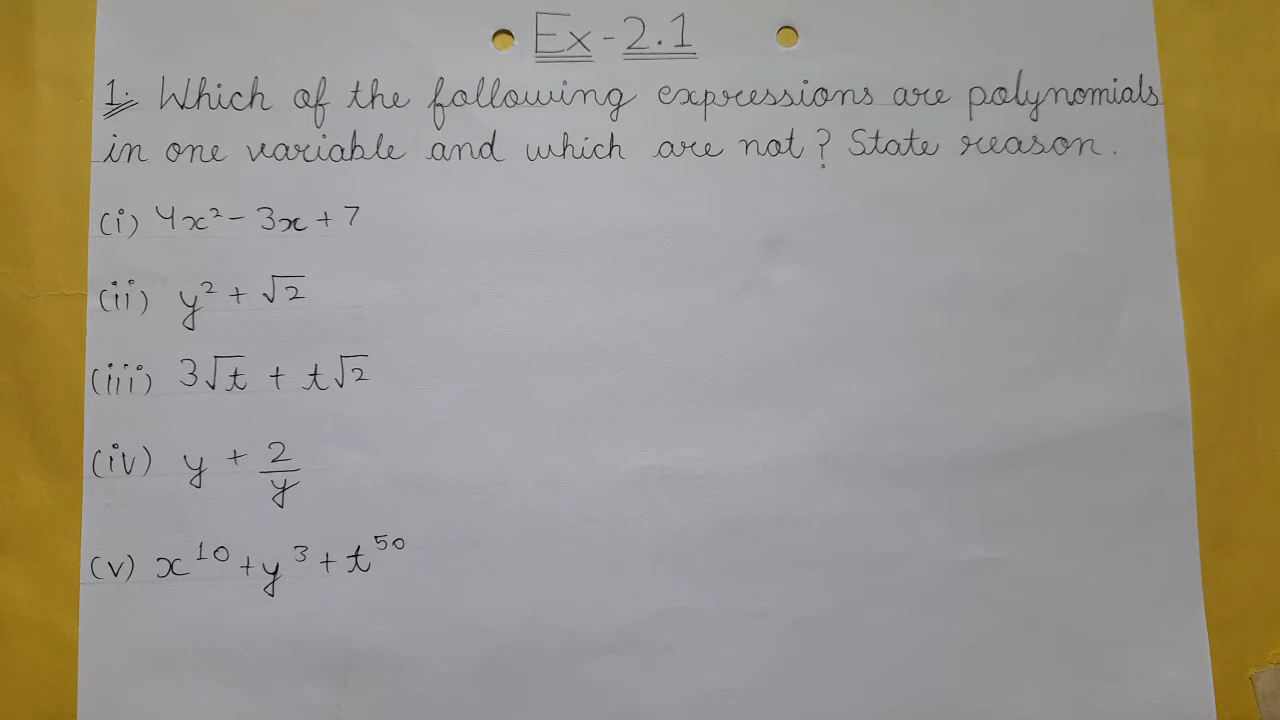 Ex-2.1
1. Which of the following expressions are polynomials
in one variable and which are not? State reason.
(i) 4x² - 3x + 7
(ii) y² + √2
(iii) 3√t + t√2
(iv) y + 2/y
(v) x¹⁰ + y³ + t⁵⁰